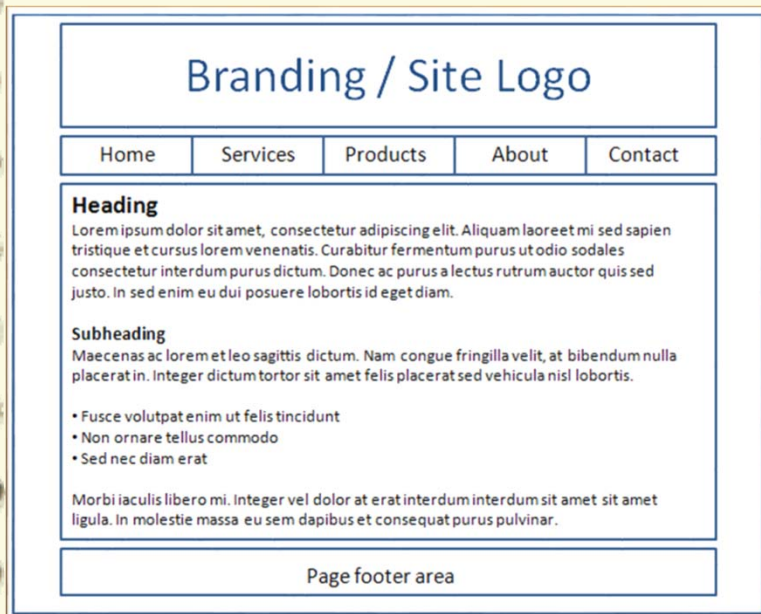 Branding / Site Logo
Home Services Products About Contact
Heading
Lorem ipsum dolor sit amet, consectetur adipiscing elit. Aliquam laoreet mi sed sapien
tristique et cursus lorem venenatis. Curabitur fermentum purus ut odio sodales
consectetur interdum purus dictum. Donec ac purus a lectus rutrum auctor quis sed
justo. In sed enim eu dui posuere lobortis id eget diam.
Subheading
Maecenas ac lorem et leo sagittis dictum. Nam congue fringilla velit, at bibendum nulla
placerat in. Integer dictum tortor sit amet felis placerat sed vehicula nisl lobortis.
• Fusce volutpat enim ut felis tincidunt
• Non ornare tellus commodo
• Sed nec diam erat
Morbi iaculis libero mi. Integer vel dolor at erat interdum interdum sit amet sit amet
ligula. In molestie massa eu sem dapibus et consequat purus pulvinar.
Page footer area